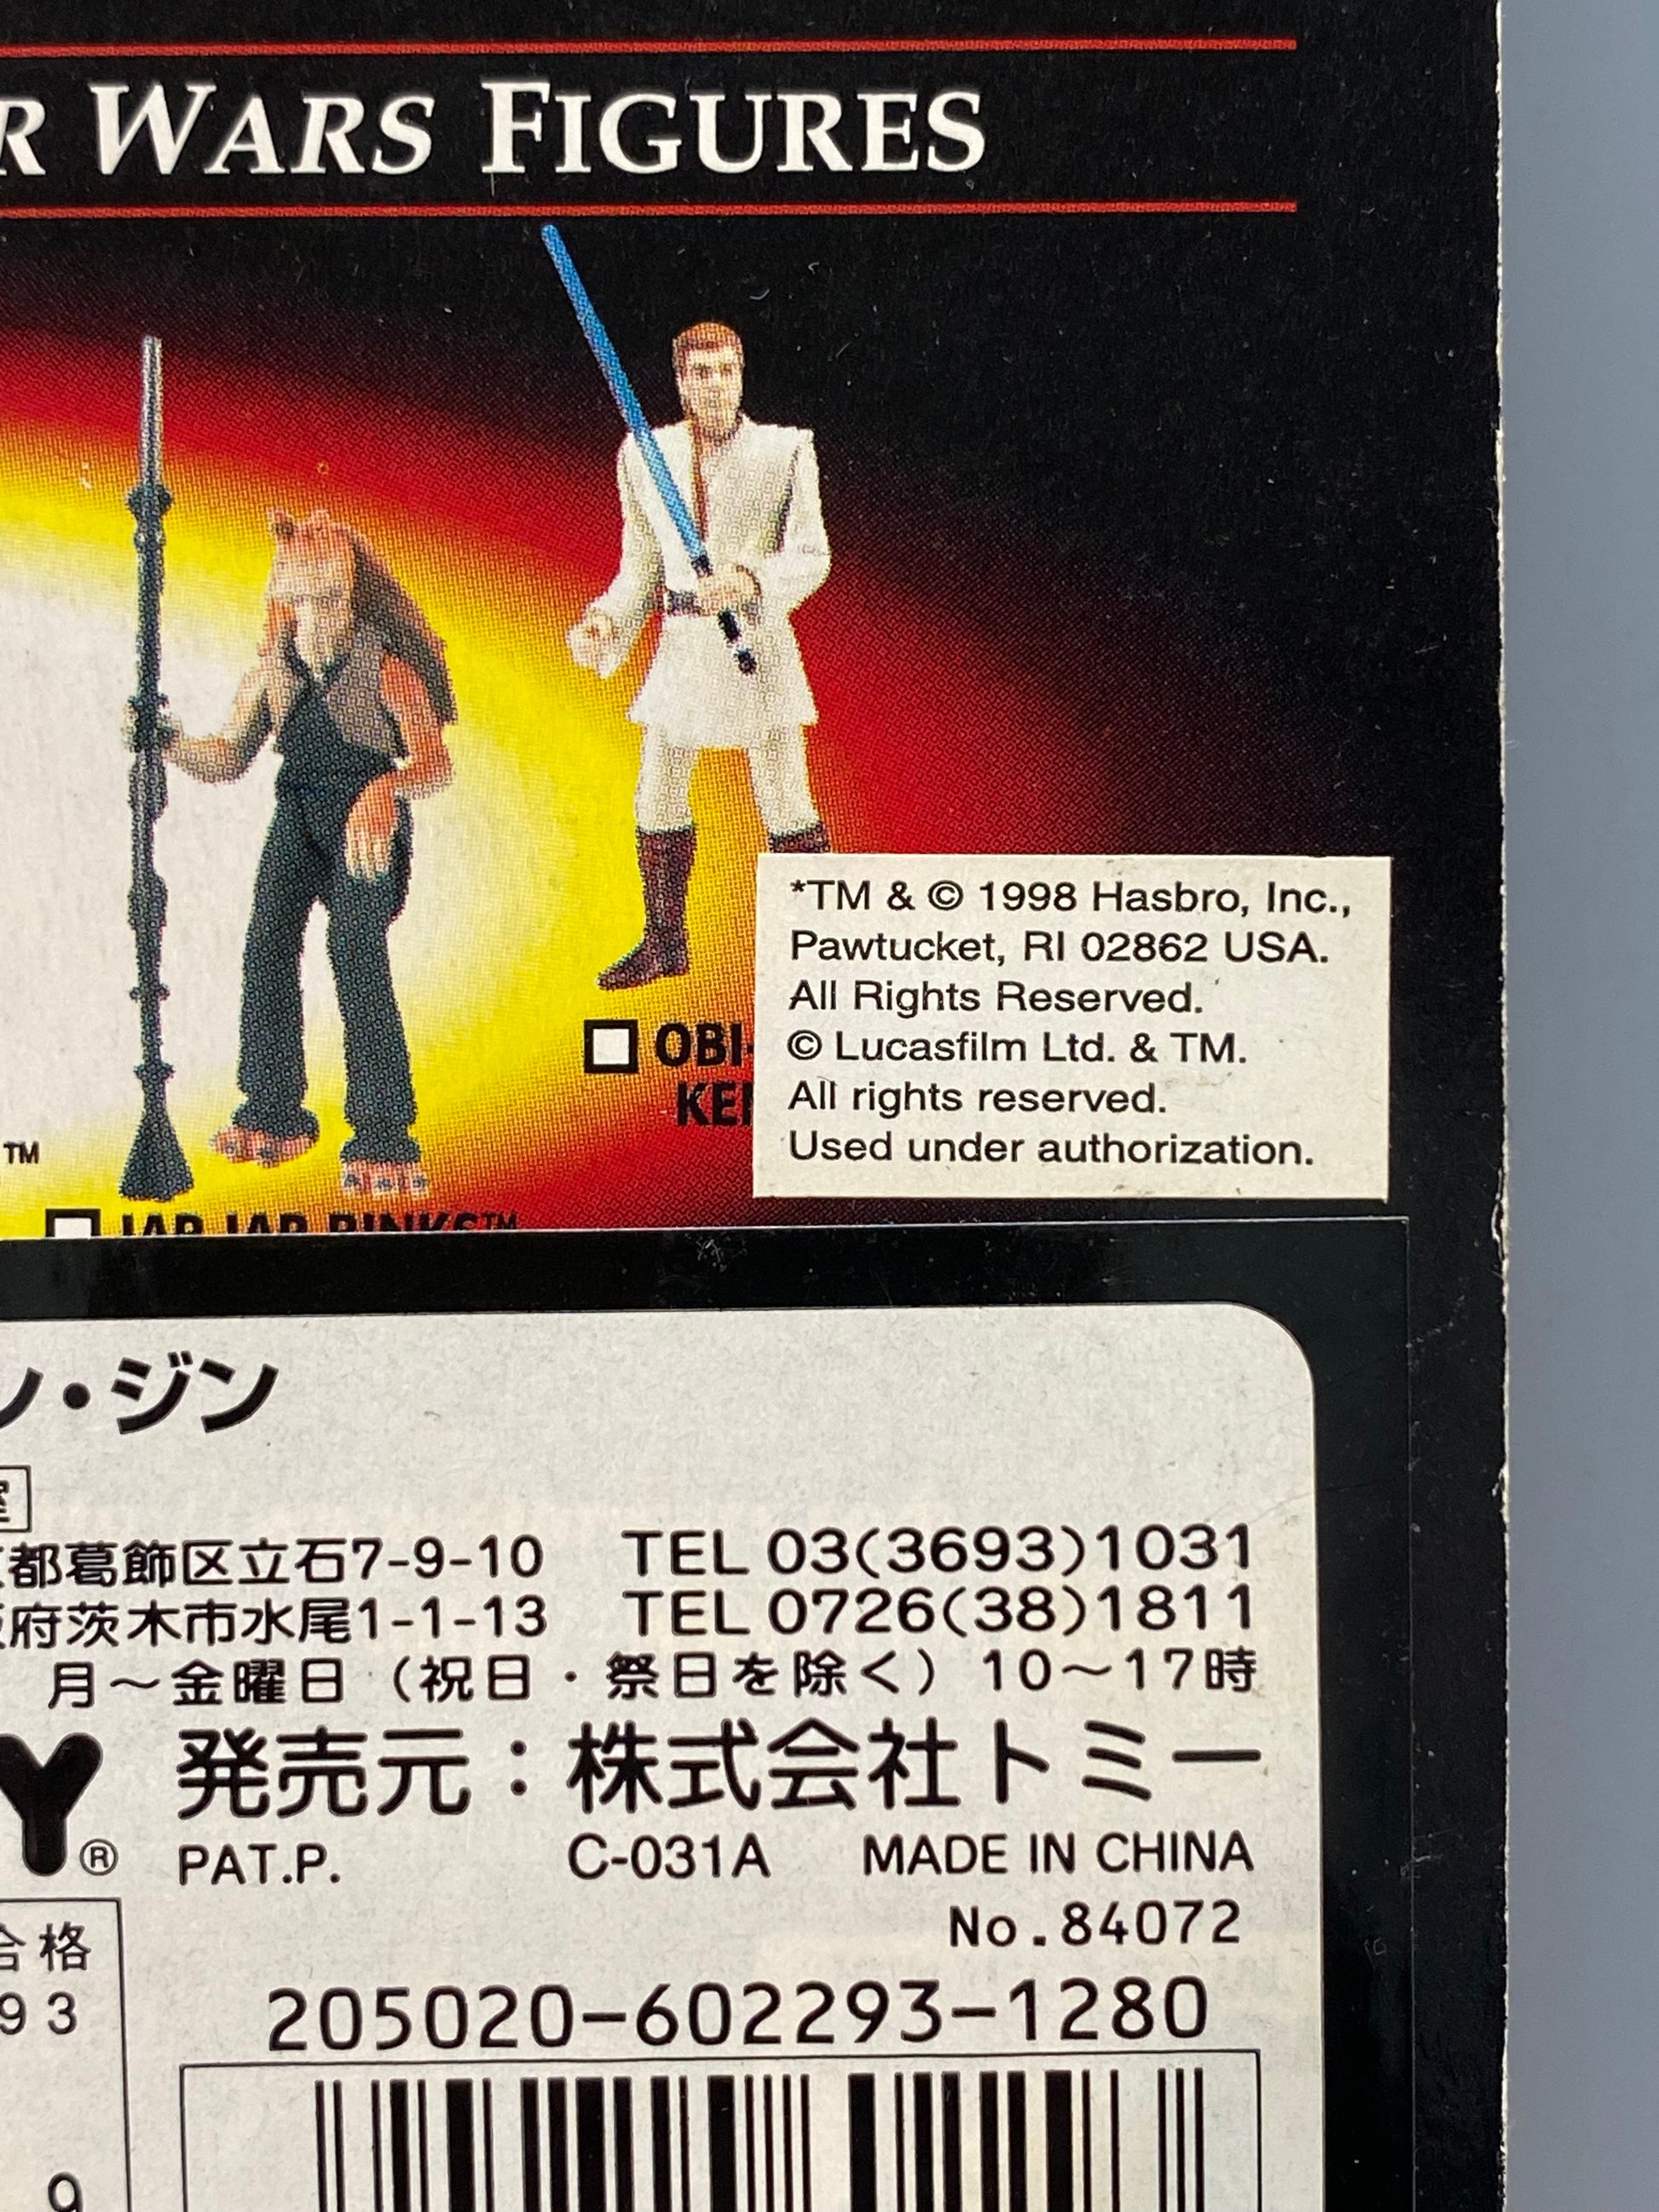 WARS FIGURES
*TM & © 1998 Hasbro, Inc.,
Pawtucket, RI 02862 USA.
All Rights Reserved.
© Lucasfilm Ltd. & TM.
All rights reserved.
Used under authorization.
OBI-
TM
JAR JAR BINKS™
ン・ジン
都葛飾区立石7-9-10 TEL 03(3693)1031
府茨木市水尾1-1-13 TEL 0726(38)1811
月～金曜日（祝日・祭日を除く）10～17時
Y® 発売元：株式会社トミー
PAT.P. C-031A MADE IN CHINA
No.84072
合格
93
205020-602293-1280
9